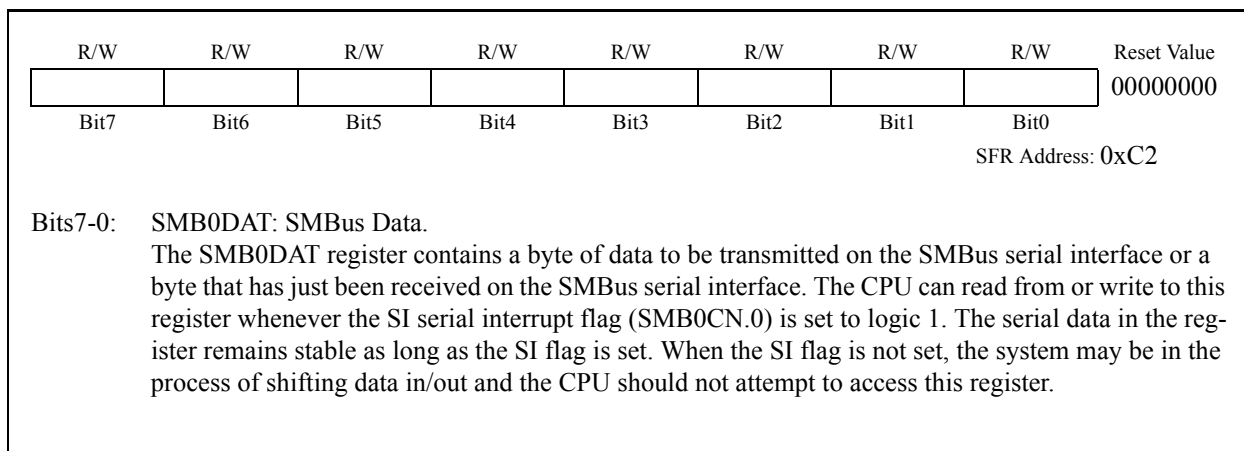 R/W R/W R/W R/W R/W R/W R/W R/W Reset Value
00000000
Bit7 Bit6 Bit5 Bit4 Bit3 Bit2 Bit1 Bit0
SFR Address: 0xC2
Bits7-0: SMB0DAT: SMBus Data.
The SMB0DAT register contains a byte of data to be transmitted on the SMBus serial interface or a
byte that has just been received on the SMBus serial interface. The CPU can read from or write to this
register whenever the SI serial interrupt flag (SMB0CN.0) is set to logic 1. The serial data in the reg-
ister remains stable as long as the SI flag is set. When the SI flag is not set, the system may be in the
process of shifting data in/out and the CPU should not attempt to access this register.